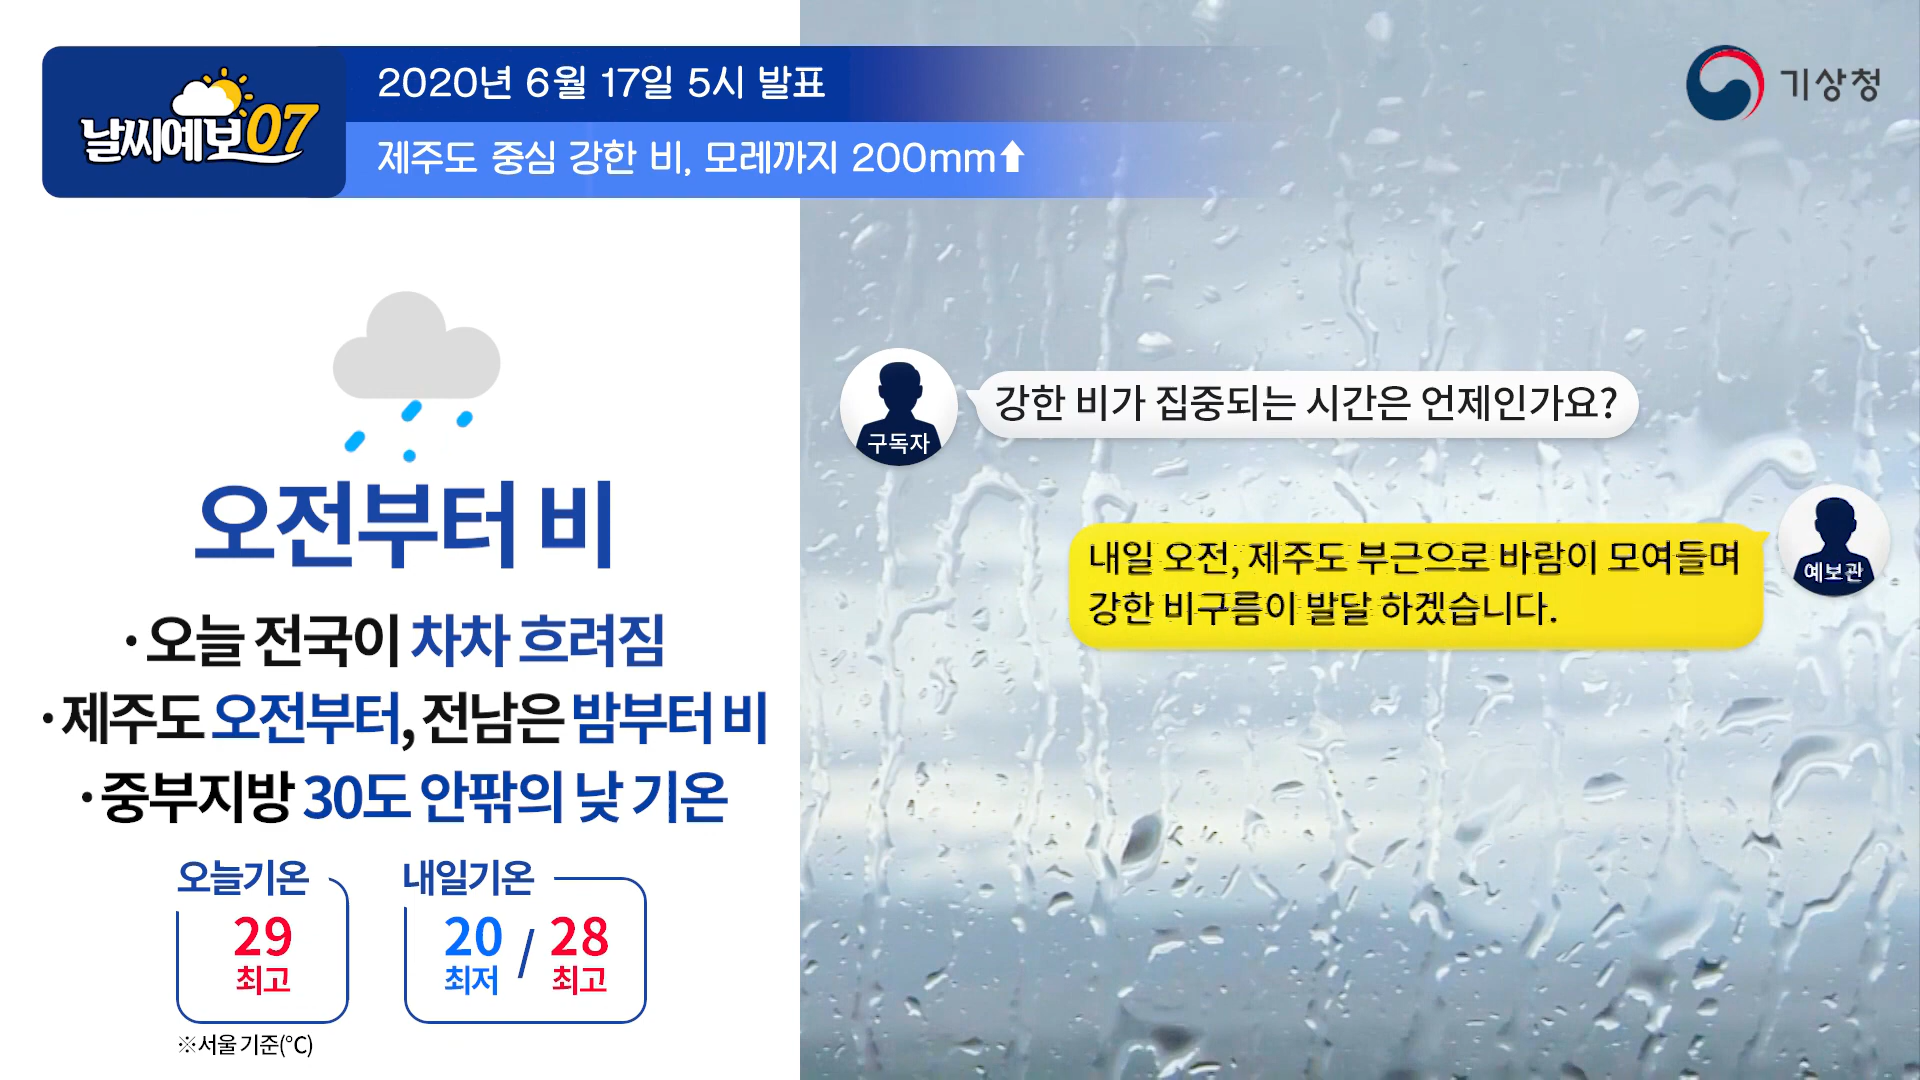 날씨예보07
2020년 6월 17일 5시 발표
제주도 중심 강한 비, 모레까지 200mm⬆
기상청
오전부터 비
· 오늘 전국이 차차 흐려짐
· 제주도 오전부터, 전남은 밤부터 비
· 중부지방 30도 안팎의 낮 기온
오늘기온
29
최고
내일기온
20 / 28
최저 최고
※서울 기준(°C)
강한 비가 집중되는 시간은 언제인가요?
구독자
내일 오전, 제주도 부근으로 바람이 모여들며
강한 비구름이 발달 하겠습니다.
예보관